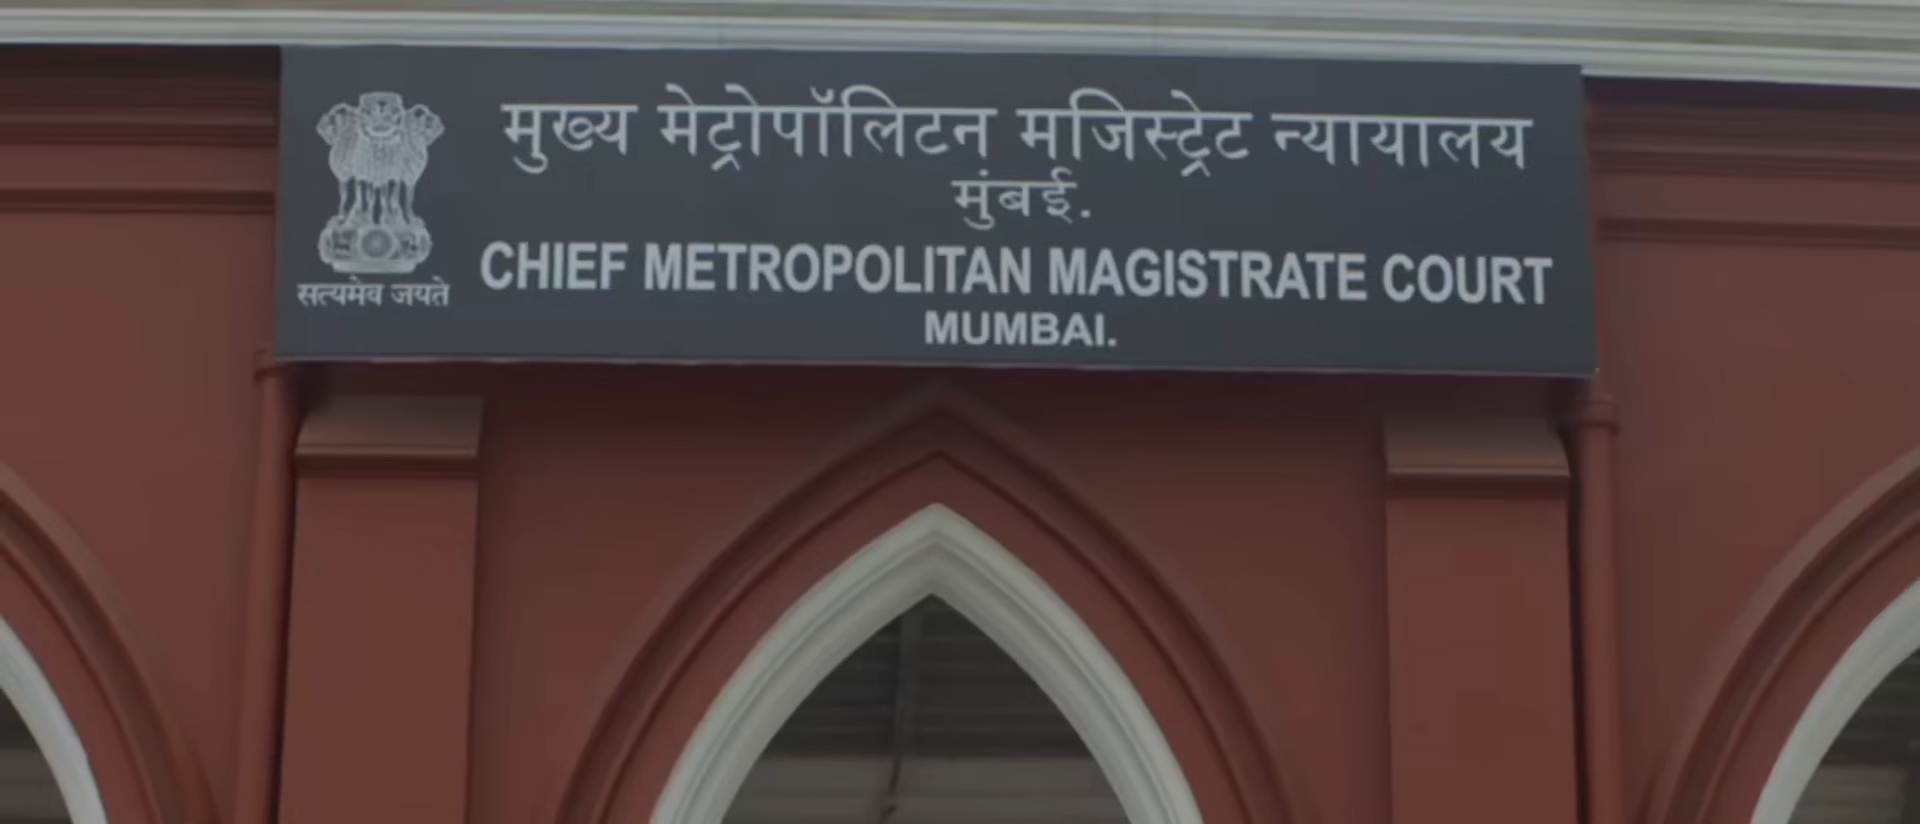 मुख्य मेट्रोपॉलिटन मजिस्ट्रेट न्यायालय
मुंबई.
सत्यमेव जयते
CHIEF METROPOLITAN MAGISTRATE COURT
MUMBAI.